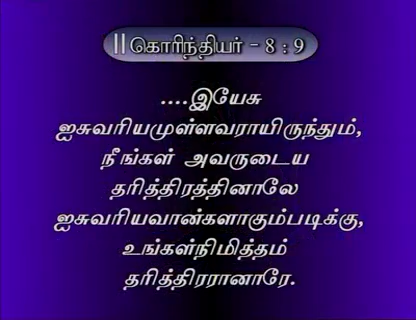 II கொரிந்தியர் - 8 : 9
....இயேசு
ஐசுவரியமுள்ளவராயிருந்தும்,
நீங்கள் அவருடைய
தரித்திரத்தினாலே
ஐசுவரியவான்களாகும்படிக்கு,
உங்கள்நிமித்தம்
தரித்திரரானாரே.